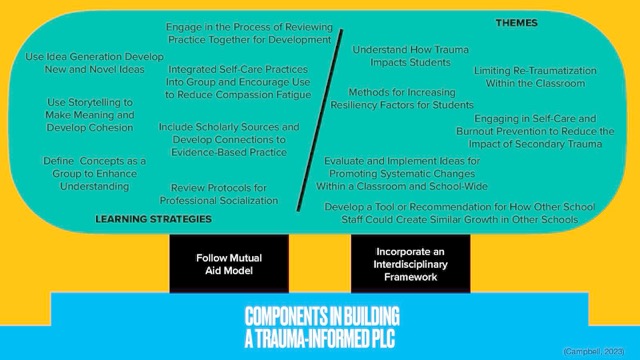 THEMES
Engage in the Process of Reviewing
Practice Together for Development
Use Idea Generation Develop
New and Novel Ideas
Integrated Self-Care Practices
Into Group and Encourage Use
to Reduce Compassion Fatigue
Use Storytelling to
Make Meaning and
Develop Cohesion
Include Scholarly Sources and
Develop Connections to
Evidence-Based Practice
Define Concepts as a
Group to Enhance
Understanding
Review Protocols for
Professional Socialization
LEARNING STRATEGIES
Understand How Trauma
Impacts Students
Limiting Re-Traumatization
Within the Classroom
Methods for Increasing
Resiliency Factors for Students
Engaging in Self-Care and
Burnout Prevention to Reduce the
Impact of Secondary Trauma
Evaluate and Implement Ideas for
Promoting Systematic Changes
Within a Classroom and School-Wide
Develop a Tool or Recommendation for How Other School
Staff Could Create Similar Growth in Other Schools
Follow Mutual
Aid Model
Incorporate an
Interdisciplinary
Framework
COMPONENTS IN BUILDING
A TRAUMA-INFORMED PLC
(Campbell, 2023)